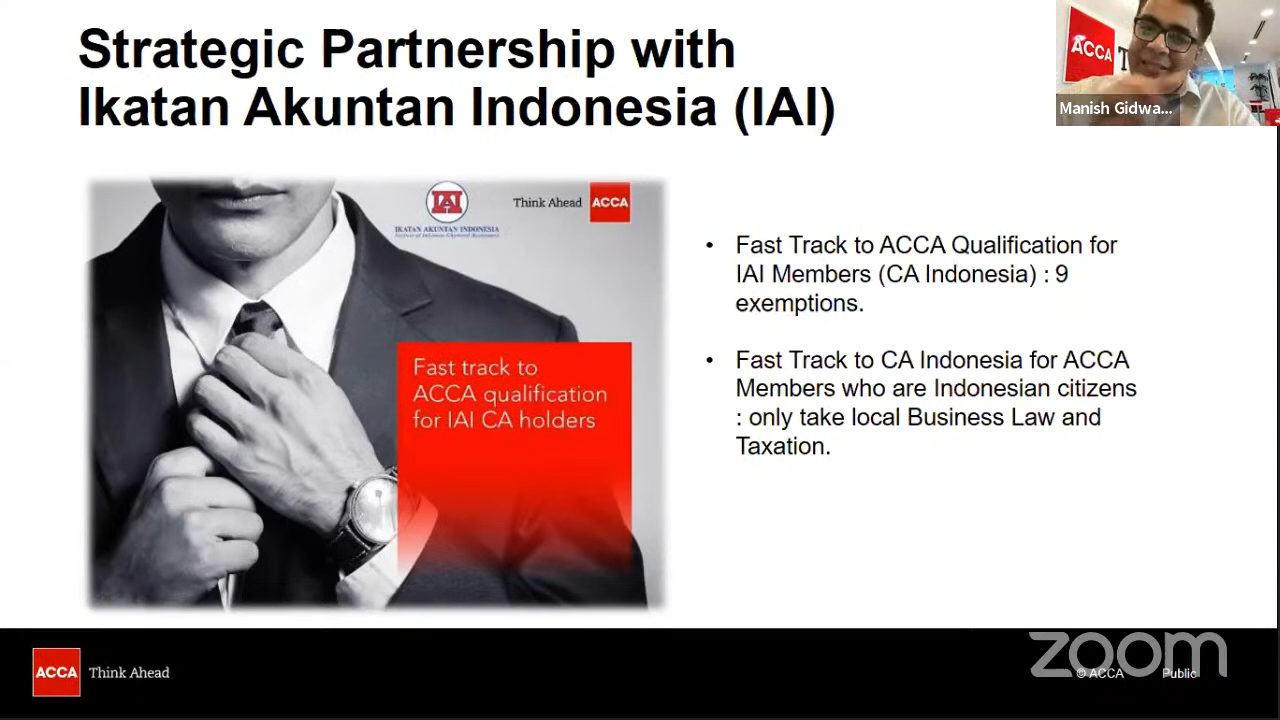 Strategic Partnership with
Ikatan Akuntan Indonesia (IAI)
ACCA
Manish Gidwa...
IAI
IKATAN AKUNTAN INDONESIA
Think Ahead
ACCA
Fast track to
ACCA qualification
for IAI CA holders
• Fast Track to ACCA Qualification for
IAI Members (CA Indonesia) : 9
exemptions.
• Fast Track to CA Indonesia for ACCA
Members who are Indonesian citizens
: only take local Business Law and
Taxation.
ACCA
Think Ahead
zoom
© ACCA
Public